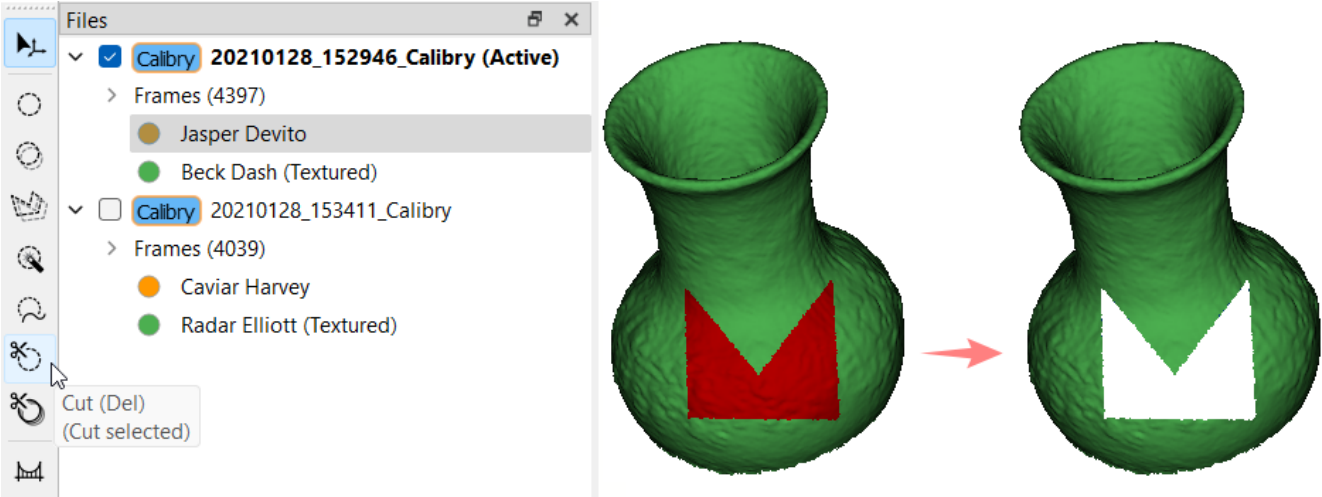 Files
Calibry 20210128_152946_Calibry (Active)
Frames (4397)
Jasper Devito
Beck Dash (Textured)
Calibry 20210128_153411_Calibry
Frames (4039)
Caviar Harvey
Radar Elliott (Textured)
Cut (Del)
(Cut selected)